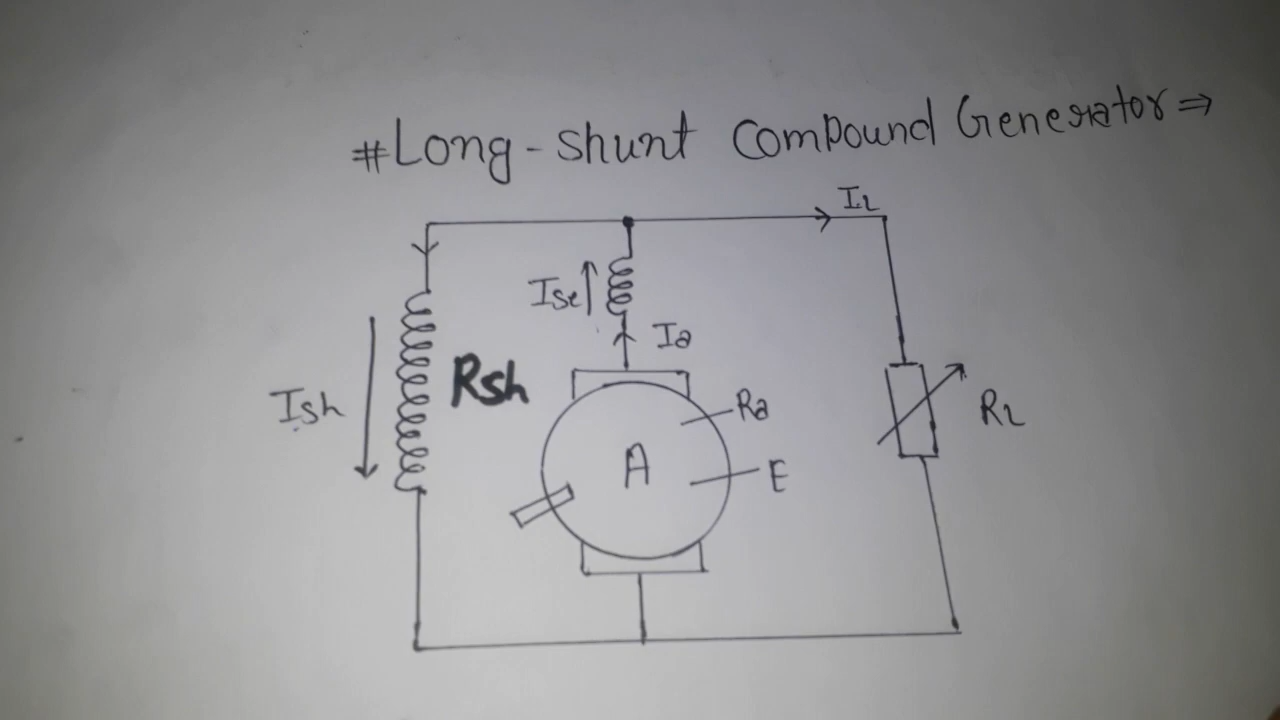 #Long-shunt Compound Generator⇒
IL
Ise
Ia
Rsh
Ish
Ra
RL
A
E